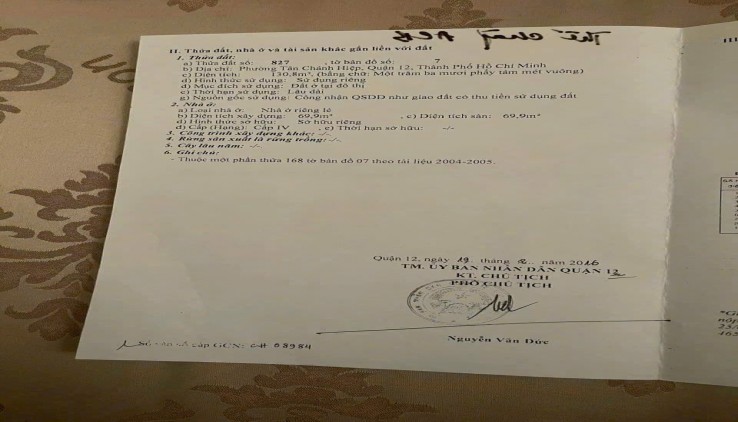 Thế chấp ACB
II. Thửa đất, nhà ở và tài sản khác gắn liền với đất
1. Thửa đất:
a) Thửa đất số: 827 , tờ bản đồ số: 7
b) Địa chỉ: Phường Tân Chánh Hiệp, Quận 12, Thành Phố Hồ Chí Minh
c) Diện tích: 130,8m², (bằng chữ: Một trăm ba mươi phẩy tám mét vuông)
d) Hình thức sử dụng: Sử dụng riêng
đ) Mục đích sử dụng: Đất ở tại đô thị
e) Thời hạn sử dụng: Lâu dài
g) Nguồn gốc sử dụng: Công nhận QSDĐ như giao đất có thu tiền sử dụng đất
2. Nhà ở:
a) Loại nhà ở: Nhà ở riêng lẻ
b) Diện tích xây dựng: 69,9m² , c) Diện tích sàn: 69,9m²
d) Hình thức sở hữu: Sở hữu riêng
đ) Cấp (Hạng): Cấp IV , e) Thời hạn sở hữu: -/-
3. Công trình xây dựng khác: -/-
4. Rừng sản xuất là rừng trồng: -/-
5. Cây lâu năm: -/-
6. Ghi chú:
- Thuộc một phần thửa 168 tờ bản đồ 07 theo tài liệu 2004-2005.
Quận 12, ngày 19 tháng năm 2016
TM. ỦY BAN NHÂN DÂN QUẬN 12
KT. CHỦ TỊCH
PHÓ CHỦ TỊCH
Nguyễn Văn Đức
Số vào sổ cấp GCN: CH 08984